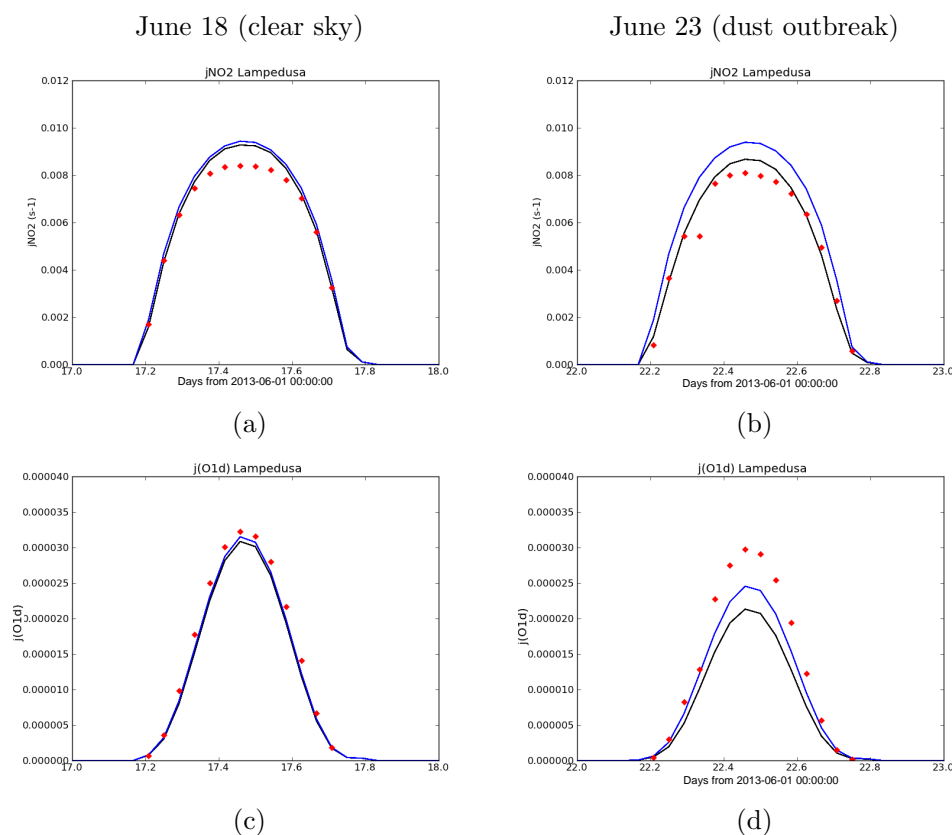 June 18 (clear sky)
June 23 (dust outbreak)
jNO2 Lampedusa
0.012
0.010
0.008
0.006
0.004
0.002
0.000
jNO2 (s-1)
17.0 17.2 17.4 17.6 17.8 18.0
Days from 2013-06-01 00:00:00
(a)
jNO2 Lampedusa
0.012
0.010
0.008
0.006
0.004
0.002
0.000
jNO2 (s-1)
22.0 22.2 22.4 22.6 22.8 23.0
Days from 2013-06-01 00:00:00
(b)
j(O1d) Lampedusa
0.000040
0.000035
0.000030
0.000025
0.000020
0.000015
0.000010
0.000005
0.000000
j(O1d)
17.0 17.2 17.4 17.6 17.8 18.0
(c)
j(O1d) Lampedusa
0.000040
0.000035
0.000030
0.000025
0.000020
0.000015
0.000010
0.000005
0.000000
j(O1d)
22.0 22.2 22.4 22.6 22.8 23.0
Days from 2013-06-01 00:00:00
(d)